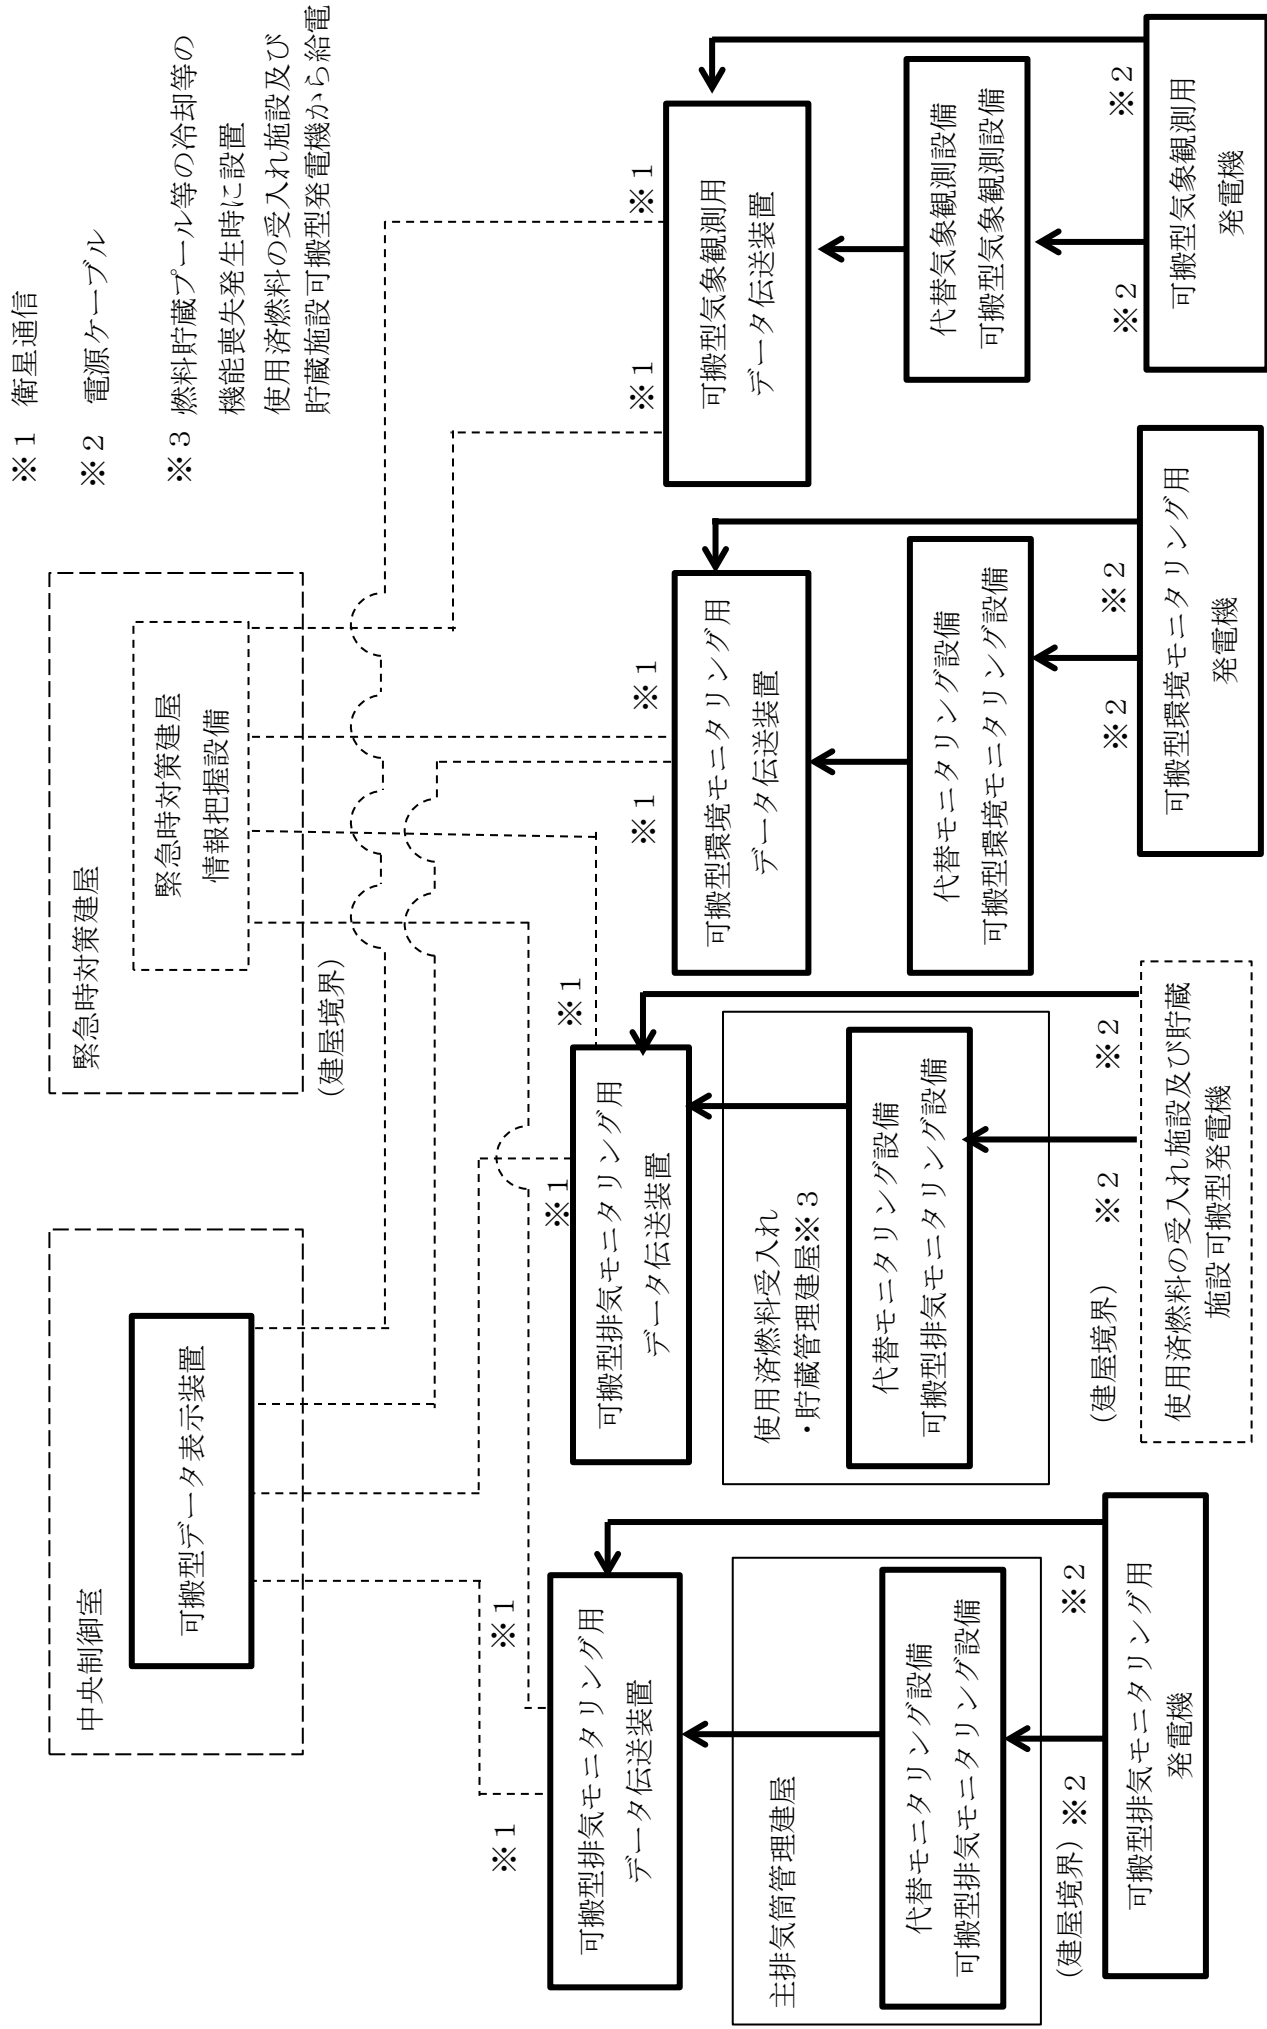 ※1 衛星通信
※2 電源ケーブル
※3 燃料貯蔵プール等の冷却等の
機能喪失発生時に設置
使用済燃料の受入れ施設及び
貯蔵施設可搬型発電機から給電
中央制御室
可搬型データ表示装置
緊急時対策建屋
緊急時対策建屋
情報把握設備
(建屋境界)
※1
※1
可搬型排気モニタリング用
データ伝送装置
主排気筒管理建屋
代替モニタリング設備
可搬型排気モニタリング設備
(建屋境界)
※2
※2
可搬型排気モニタリング用
発電機
※1
※1
可搬型排気モニタリング用
データ伝送装置
使用済燃料受入れ
・貯蔵管理建屋※3
代替モニタリング設備
可搬型排気モニタリング設備
(建屋境界)
※2
※2
使用済燃料の受入れ施設及び貯蔵
施設可搬型発電機
※1
※1
可搬型環境モニタリング用
データ伝送装置
代替モニタリング設備
可搬型環境モニタリング設備
※2
※2
可搬型環境モニタリング用
発電機
※1
※1
可搬型気象観測用
データ伝送装置
代替気象観測設備
可搬型気象観測設備
※2
※2
可搬型気象観測用
発電機